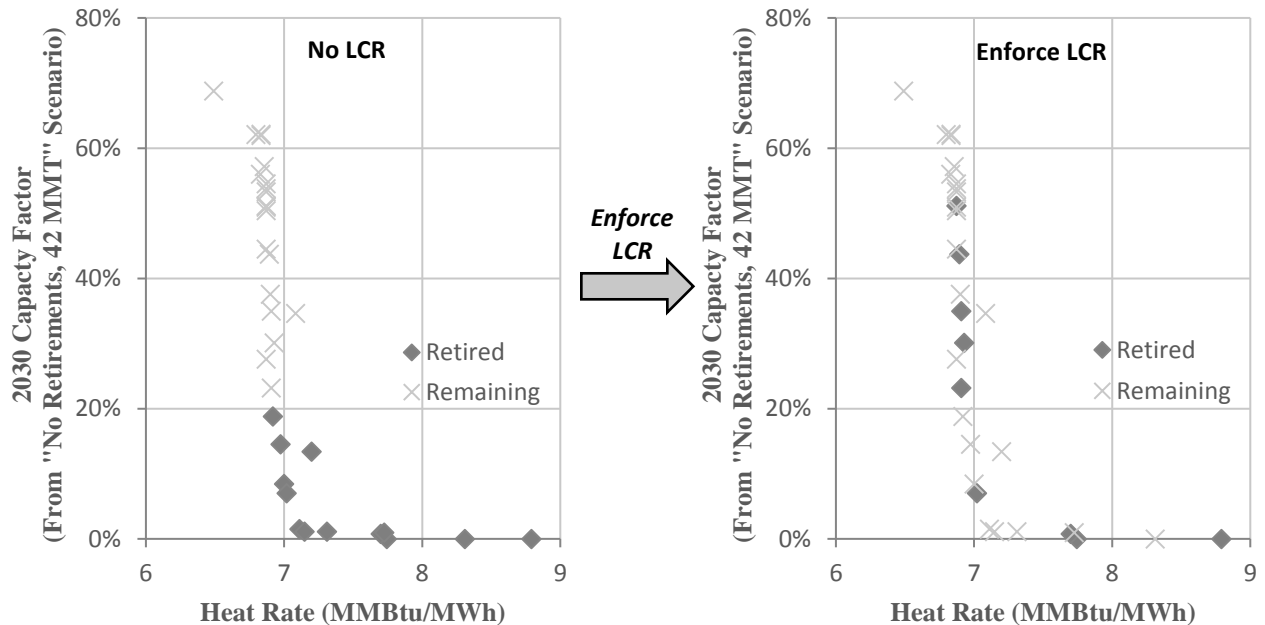 2030 Capacty Factor
(From "No Retirements, 42 MMT" Scenario)
80%
60%
40%
20%
0%
No LCR
Retired
Remaining
6
7
8
9
Heat Rate (MMBtu/MWh)
Enforce
LCR
2030 Capacty Factor
(From "No Retirements, 42 MMT" Scenario)
80%
60%
40%
20%
0%
Enforce LCR
Retired
Remaining
6
7
8
9
Heat Rate (MMBtu/MWh)